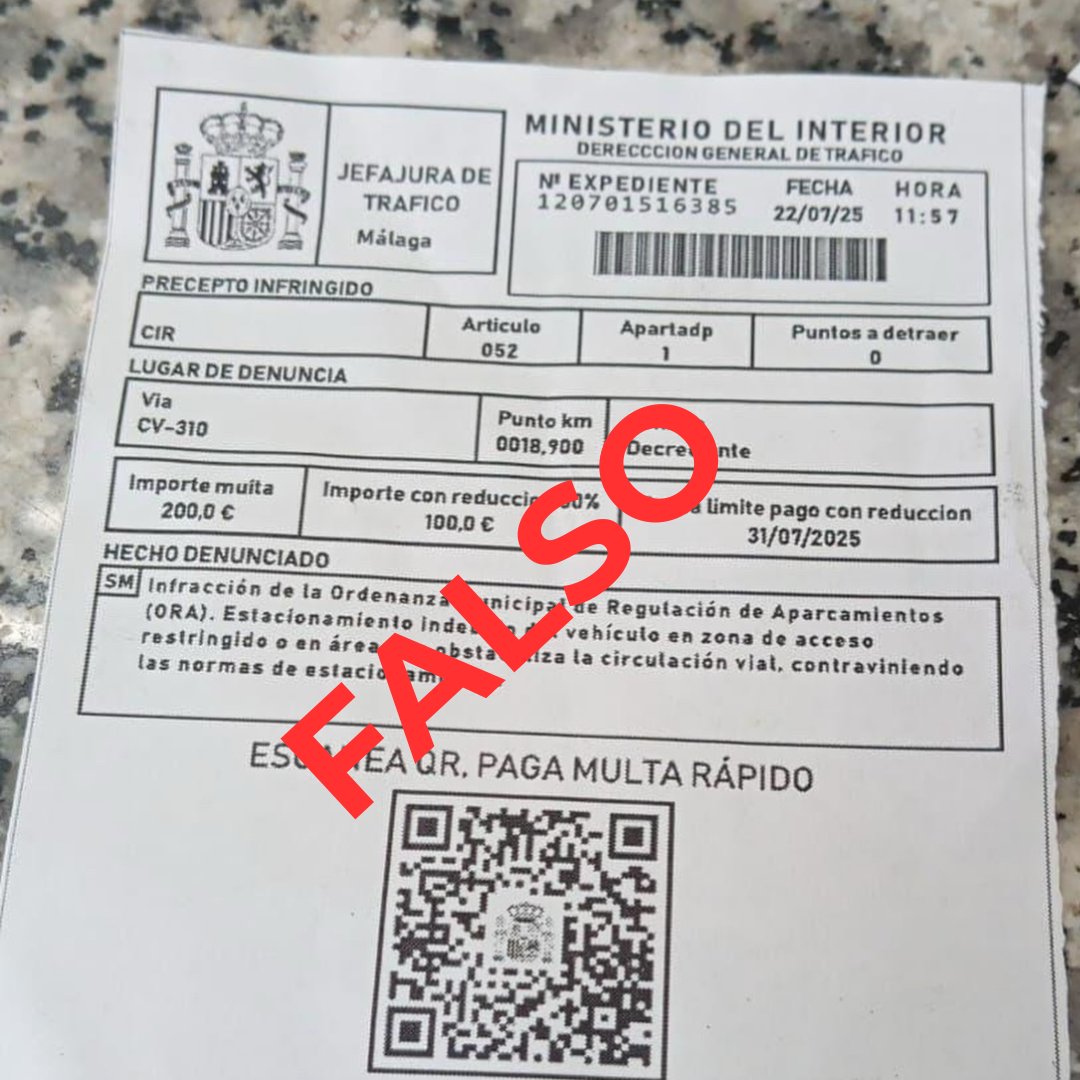 MINISTERIO DEL INTERIOR
DERECCCION GENERAL DE TRAFICO
JEFAJURA DE
TRAFICO
Málaga
Nº EXPEDIENTE FECHA HORA
120701516385 22/07/25 11:57
PRECEPTO INFRINGIDO
CIR
Articulo
052
Apartadp
1
Puntos a detraer
0
LUGAR DE DENUNCIA
Via
CV-310
Punto km
0018,900
Importe muita
200,0 €
Importe con
100,0 €
limite pago con reduccion
31/07/2025
HECHO DENUNCIADO
SM Infracción de la Ordenanza de Regulación de Aparcamientos
(ORA). Estacionamiento vehículo en zona de acceso
restringido o en la circulación vial, contraviniendo
las normas de
QR, PAGA MULTA RÁPIDO
FALSO